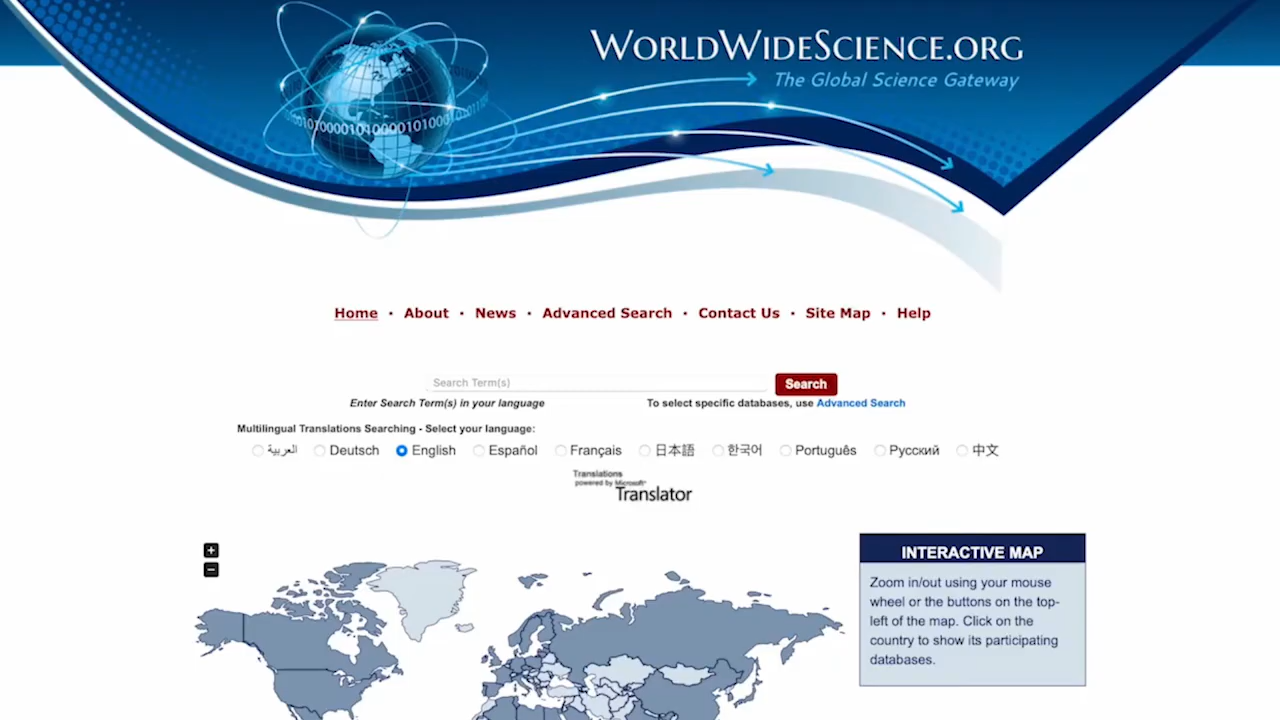 WORLDWIDESCIENCE.ORG
The Global Science Gateway
01000010100001010001
Home · About · News · Advanced Search · Contact Us · Site Map · Help
Search Term(s)
Search
Enter Search Term(s) in your language
To select specific databases, use Advanced Search
Multilingual Translations Searching - Select your language:
العربية Deutsch English Español Français 日本語 한국어 Português Русский 中文
Translations
powered by Microsoft®
Translator
+
−
INTERACTIVE MAP
Zoom in/out using your mouse
wheel or the buttons on the top-
left of the map. Click on the
country to show its participating
databases.